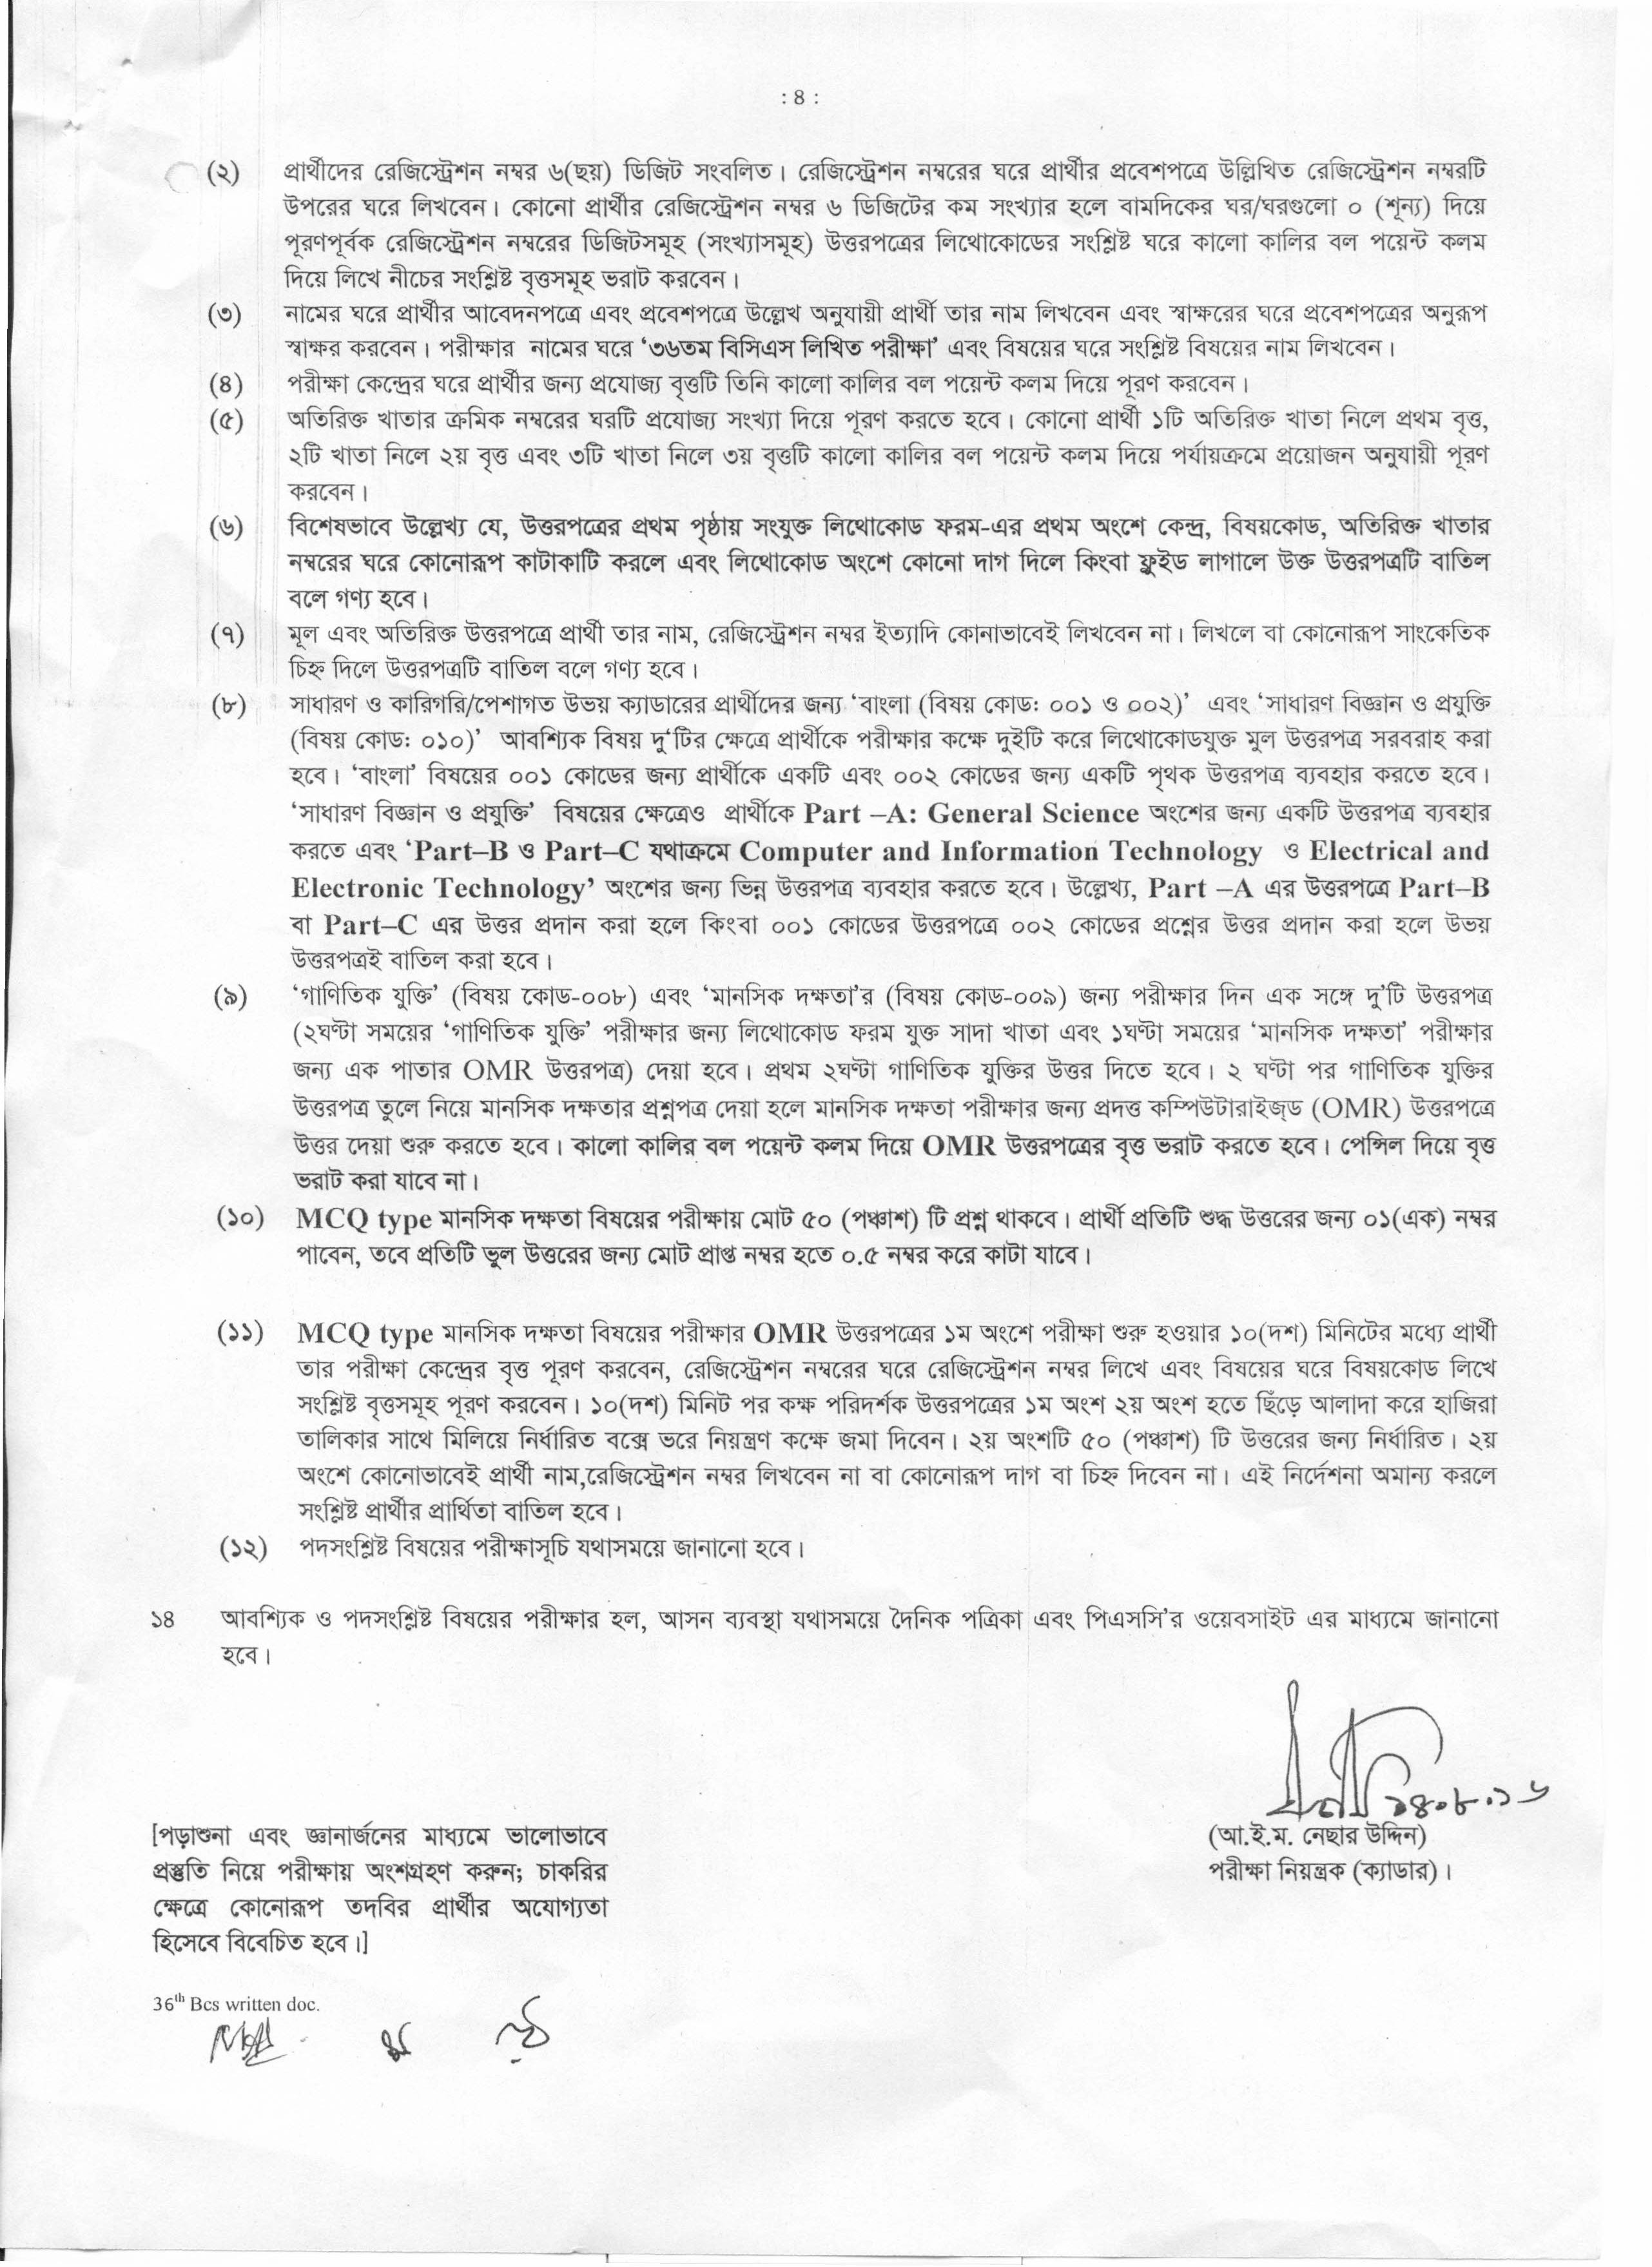 : ৪ :
(২) প্রার্থীদের রেজিস্ট্রেশন নম্বর ৬(ছয়) ডিজিট সংবলিত। রেজিস্ট্রেশন নম্বরের ঘরে প্রার্থীর প্রবেশপত্রে উল্লিখিত রেজিস্ট্রেশন নম্বরটি
উপরের ঘরে লিখবেন। কোনো প্রার্থীর রেজিস্ট্রেশন নম্বর ৬ ডিজিটের কম সংখ্যার হলে বামদিকের ঘর/ঘরগুলো ০ (শূন্য) দিয়ে
পূরণপূর্বক রেজিস্ট্রেশন নম্বরের ডিজিটসমূহ (সংখ্যাসমূহ) উত্তরপত্রের লিথোকোডের সংশ্লিষ্ট ঘরে কালো কালির বল পয়েন্ট কলম
দিয়ে লিখে নীচের সংশ্লিষ্ট বৃত্তসমূহ ভরাট করবেন।
(৩) নামের ঘরে প্রার্থীর আবেদনপত্রে এবং প্রবেশপত্রে উল্লেখ অনুযায়ী প্রার্থী তার নাম লিখবেন এবং স্বাক্ষরের ঘরে প্রবেশপত্রের অনুরূপ
স্বাক্ষর করবেন। পরীক্ষার নামের ঘরে ‘৩৬তম বিসিএস লিখিত পরীক্ষা’ এবং বিষয়ের ঘরে সংশ্লিষ্ট বিষয়ের নাম লিখবেন।
(৪) পরীক্ষা কেন্দ্রের ঘরে প্রার্থীর জন্য প্রযোজ্য বৃত্তটি তিনি কালো কালির বল পয়েন্ট কলম দিয়ে পূরণ করবেন।
(৫) অতিরিক্ত খাতার ক্রমিক নম্বরের ঘরটি প্রযোজ্য সংখ্যা দিয়ে পূরণ করতে হবে। কোনো প্রার্থী ১টি অতিরিক্ত খাতা নিলে প্রথম বৃত্ত,
২টি খাতা নিলে ২য় বৃত্ত এবং ৩টি খাতা নিলে ৩য় বৃত্তটি কালো কালির বল পয়েন্ট কলম দিয়ে পর্যায়ক্রমে প্রয়োজন অনুযায়ী পূরণ
করবেন।
(৬) বিশেষভাবে উল্লেখ্য যে, উত্তরপত্রের প্রথম পৃষ্ঠায় সংযুক্ত লিথোকোড ফরম-এর প্রথম অংশে কেন্দ্র, বিষয়কোড, অতিরিক্ত খাতার
নম্বরের ঘরে কোনোরূপ কাটাকাটি করলে এবং লিথোকোড অংশে কোনো দাগ দিলে কিংবা ফ্লুইড লাগালে উক্ত উত্তরপত্রটি বাতিল
বলে গণ্য হবে।
(৭) মূল এবং অতিরিক্ত উত্তরপত্রে প্রার্থী তার নাম, রেজিস্ট্রেশন নম্বর ইত্যাদি কোনাভাবেই লিখবেন না। লিখলে বা কোনোরূপ সাংকেতিক
চিহ্ন দিলে উত্তরপত্রটি বাতিল বলে গণ্য হবে।
(৮) সাধারণ ও কারিগরি/পেশাগত উভয় ক্যাডারের প্রার্থীদের জন্য ‘বাংলা (বিষয় কোড: ০০১ ও ০০২)’ এবং ‘সাধারণ বিজ্ঞান ও প্রযুক্তি
(বিষয় কোড: ০১০)’ আবশ্যিক বিষয় দু‘টির ক্ষেত্রে প্রার্থীকে পরীক্ষার কক্ষে দুইটি করে লিথোকোডযুক্ত মুল উত্তরপত্র সরবরাহ করা
হবে। ‘বাংলা’ বিষয়ের ০০১ কোডের জন্য প্রার্থীকে একটি এবং ০০২ কোডের জন্য একটি পৃথক উত্তরপত্র ব্যবহার করতে হবে।
‘সাধারণ বিজ্ঞান ও প্রযুক্তি’ বিষয়ের ক্ষেত্রেও প্রার্থীকে Part –A: General Science অংশের জন্য একটি উত্তরপত্র ব্যবহার
করতে এবং ‘Part–B ও Part–C যথাক্রমে Computer and Information Technology ও Electrical and
Electronic Technology’ অংশের জন্য ভিন্ন উত্তরপত্র ব্যবহার করতে হবে। উল্লেখ্য, Part –A এর উত্তরপত্রে Part–B
বা Part–C এর উত্তর প্রদান করা হলে কিংবা ০০১ কোডের উত্তরপত্রে ০০২ কোডের প্রশ্নের উত্তর প্রদান করা হলে উভয়
উত্তরপত্রই বাতিল করা হবে।
(৯) ‘গাণিতিক যুক্তি’ (বিষয় কোড-০০৮) এবং ‘মানসিক দক্ষতা’র (বিষয় কোড-০০৯) জন্য পরীক্ষার দিন এক সঙ্গে দু’টি উত্তরপত্র
(২ঘণ্টা সময়ের ‘গাণিতিক যুক্তি’ পরীক্ষার জন্য লিথোকোড ফরম যুক্ত সাদা খাতা এবং ১ঘণ্টা সময়ের ‘মানসিক দক্ষতা’ পরীক্ষার
জন্য এক পাতার OMR উত্তরপত্র) দেয়া হবে। প্রথম ২ঘণ্টা গাণিতিক যুক্তির উত্তর দিতে হবে। ২ ঘণ্টা পর গাণিতিক যুক্তির
উত্তরপত্র তুলে নিয়ে মানসিক দক্ষতার প্রশ্নপত্র দেয়া হলে মানসিক দক্ষতা পরীক্ষার জন্য প্রদত্ত কম্পিউটারাইজ্‌ড (OMR) উত্তরপত্রে
উত্তর দেয়া শুরু করতে হবে। কালো কালির বল পয়েন্ট কলম দিয়ে OMR উত্তরপত্রের বৃত্ত ভরাট করতে হবে। পেন্সিল দিয়ে বৃত্ত
ভরাট করা যাবে না।
(১০) MCQ type মানসিক দক্ষতা বিষয়ের পরীক্ষায় মোট ৫০ (পঞ্চাশ) টি প্রশ্ন থাকবে। প্রার্থী প্রতিটি শুদ্ধ উত্তরের জন্য ০১(এক) নম্বর
পাবেন, তবে প্রতিটি ভুল উত্তরের জন্য মোট প্রাপ্ত নম্বর হতে ০.৫ নম্বর করে কাটা যাবে।
(১১) MCQ type মানসিক দক্ষতা বিষয়ের পরীক্ষার OMR উত্তরপত্রের ১ম অংশে পরীক্ষা শুরু হওয়ার ১০(দশ) মিনিটের মধ্যে প্রার্থী
তার পরীক্ষা কেন্দ্রের বৃত্ত পূরণ করবেন, রেজিস্ট্রেশন নম্বরের ঘরে রেজিস্ট্রেশন নম্বর লিখে এবং বিষয়ের ঘরে বিষয়কোড লিখে
সংশ্লিষ্ট বৃত্তসমূহ পূরণ করবেন। ১০(দশ) মিনিট পর কক্ষ পরিদর্শক উত্তরপত্রের ১ম অংশ ২য় অংশ হতে ছিঁড়ে আলাদা করে হাজিরা
তালিকার সাথে মিলিয়ে নির্ধারিত বক্সে ভরে নিয়ন্ত্রণ কক্ষে জমা দিবেন। ২য় অংশটি ৫০ (পঞ্চাশ) টি উত্তরের জন্য নির্ধারিত। ২য়
অংশে কোনোভাবেই প্রার্থী নাম,রেজিস্ট্রেশন নম্বর লিখবেন না বা কোনোরূপ দাগ বা চিহ্ন দিবেন না। এই নির্দেশনা অমান্য করলে
সংশ্লিষ্ট প্রার্থীর প্রার্থিতা বাতিল হবে।
(১২) পদসংশ্লিষ্ট বিষয়ের পরীক্ষাসূচি যথাসময়ে জানানো হবে।
১৪ আবশ্যিক ও পদসংশ্লিষ্ট বিষয়ের পরীক্ষার হল, আসন ব্যবস্থা যথাসময়ে দৈনিক পত্রিকা এবং পিএসসি’র ওয়েবসাইট এর মাধ্যমে জানানো
হবে।
১৪.৮.১৬
(আ.ই.ম. নেছার উদ্দিন)
পরীক্ষা নিয়ন্ত্রক (ক্যাডার)।
[পড়াশুনা এবং জ্ঞানার্জনের মাধ্যমে ভালোভাবে
প্রস্তুতি নিয়ে পরীক্ষায় অংশগ্রহণ করুন; চাকরির
ক্ষেত্রে কোনোরূপ তদবির প্রার্থীর অযোগ্যতা
হিসেবে বিবেচিত হবে।]
36th Bcs written doc.